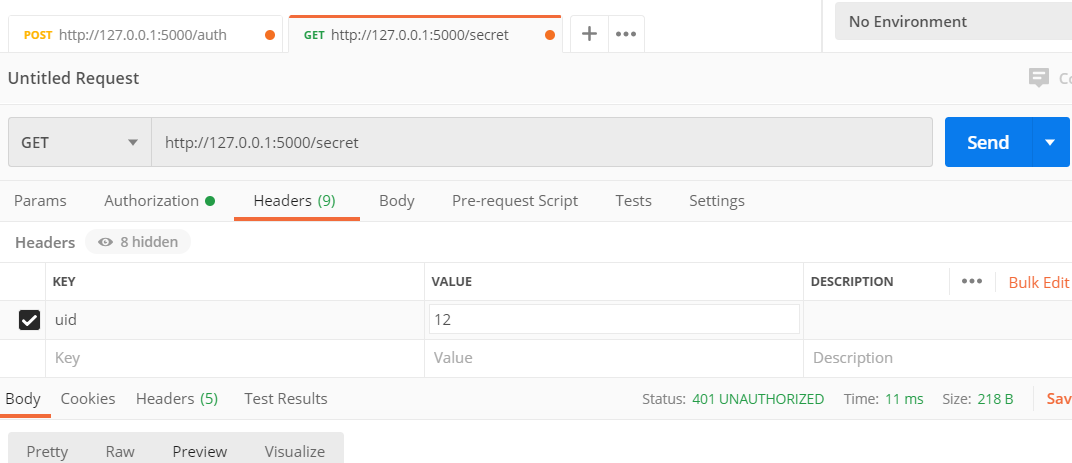 POST http://127.0.0.1:5000/auth GET http://127.0.0.1:5000/secret No Environment
Untitled Request
GET http://127.0.0.1:5000/secret Send
Params Authorization Headers (9) Body Pre-request Script Tests Settings
Headers 8 hidden
KEY VALUE DESCRIPTION Bulk Edit
uid 12
Key Value Description
Body Cookies Headers (5) Test Results Status: 401 UNAUTHORIZED Time: 11 ms Size: 218 B
Pretty Raw Preview Visualize